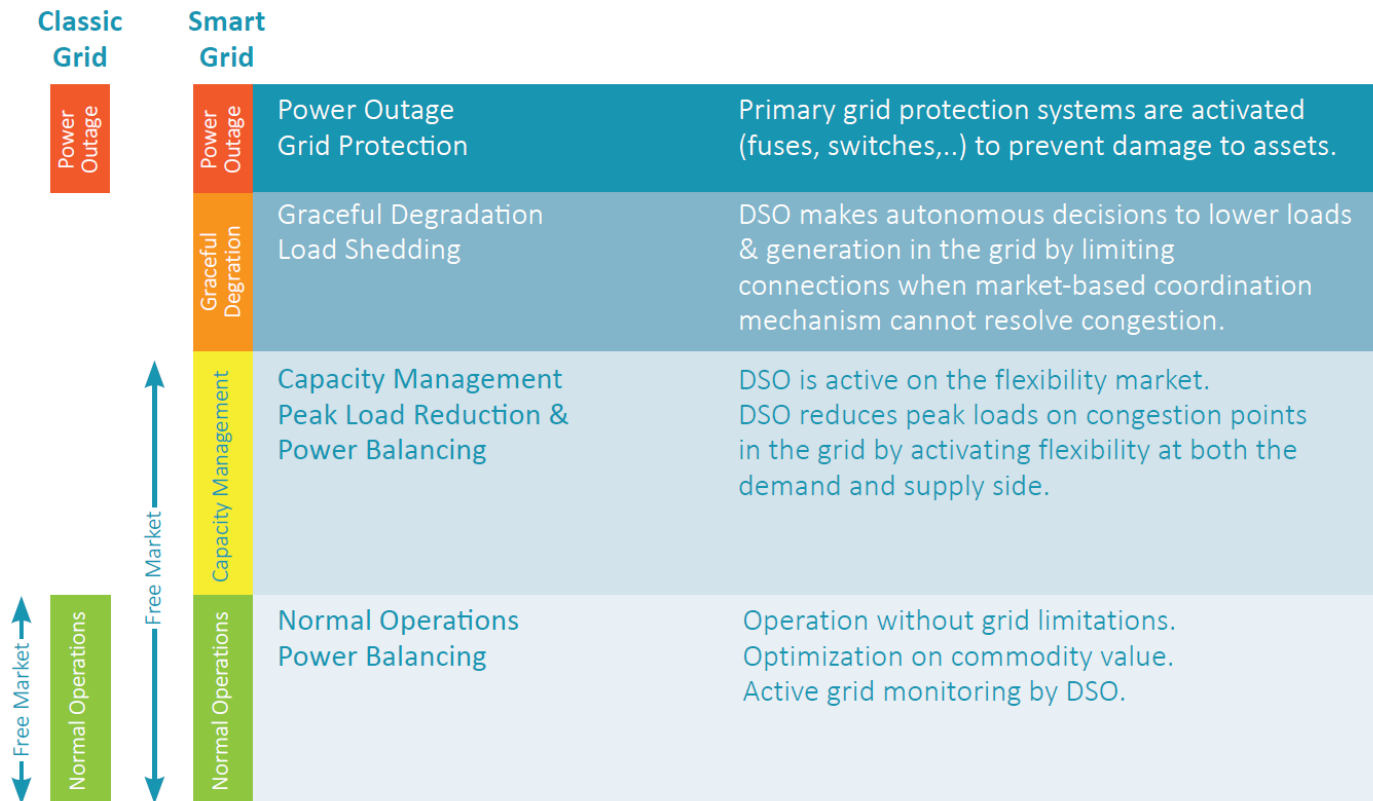 Classic
Grid
Smart
Grid
Power
Outage
Power
Outage
Power Outage
Grid Protection
Primary grid protection systems are activated
(fuses, switches,..) to prevent damage to assets.
Graceful
Degration
Graceful Degradation
Load Shedding
DSO makes autonomous decisions to lower loads
& generation in the grid by limiting
connections when market-based coordination
mechanism cannot resolve congestion.
Free Market
Capacity Management
Capacity Management
Peak Load Reduction &
Power Balancing
DSO is active on the flexibility market.
DSO reduces peak loads on congestion points
in the grid by activating flexibility at both the
demand and supply side.
Free Market
Normal Operations
Normal Operations
Normal Operations
Power Balancing
Operation without grid limitations.
Optimization on commodity value.
Active grid monitoring by DSO.